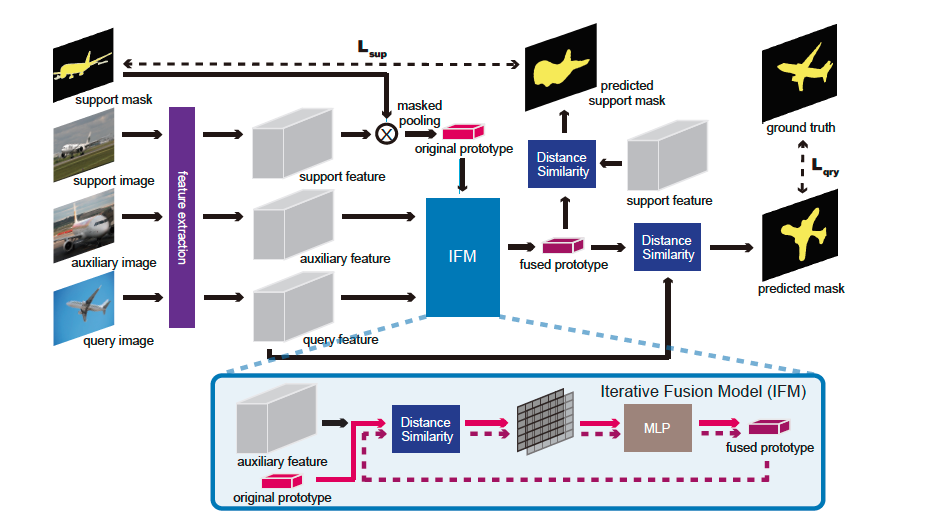 L sup
support mask
masked
pooling
predicted
support mask
ground truth
support image
feature extraction
support feature
original prototype
Distance
Similarity
support feature
L qry
auxiliary image
auxiliary feature
IFM
fused prototype
Distance
Similarity
predicted mask
query image
query feature
Iterative Fusion Model (IFM)
auxiliary feature
Distance
Similarity
MLP
fused prototype
original prototype